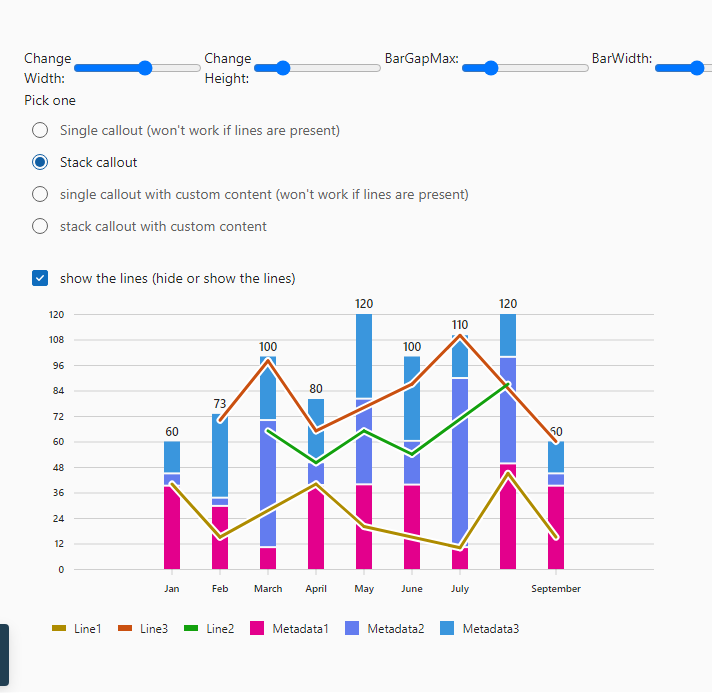 Change Width:
Change Height:
BarGapMax:
BarWidth:
Pick one
Single callout (won't work if lines are present)
Stack callout
single callout with custom content (won't work if lines are present)
stack callout with custom content
show the lines (hide or show the lines)
120
108
96
84
72
60
48
36
24
12
0
60
73
100
80
120
100
110
120
60
Jan
Feb
March
April
May
June
July
September
Line1
Line3
Line2
Metadata1
Metadata2
Metadata3